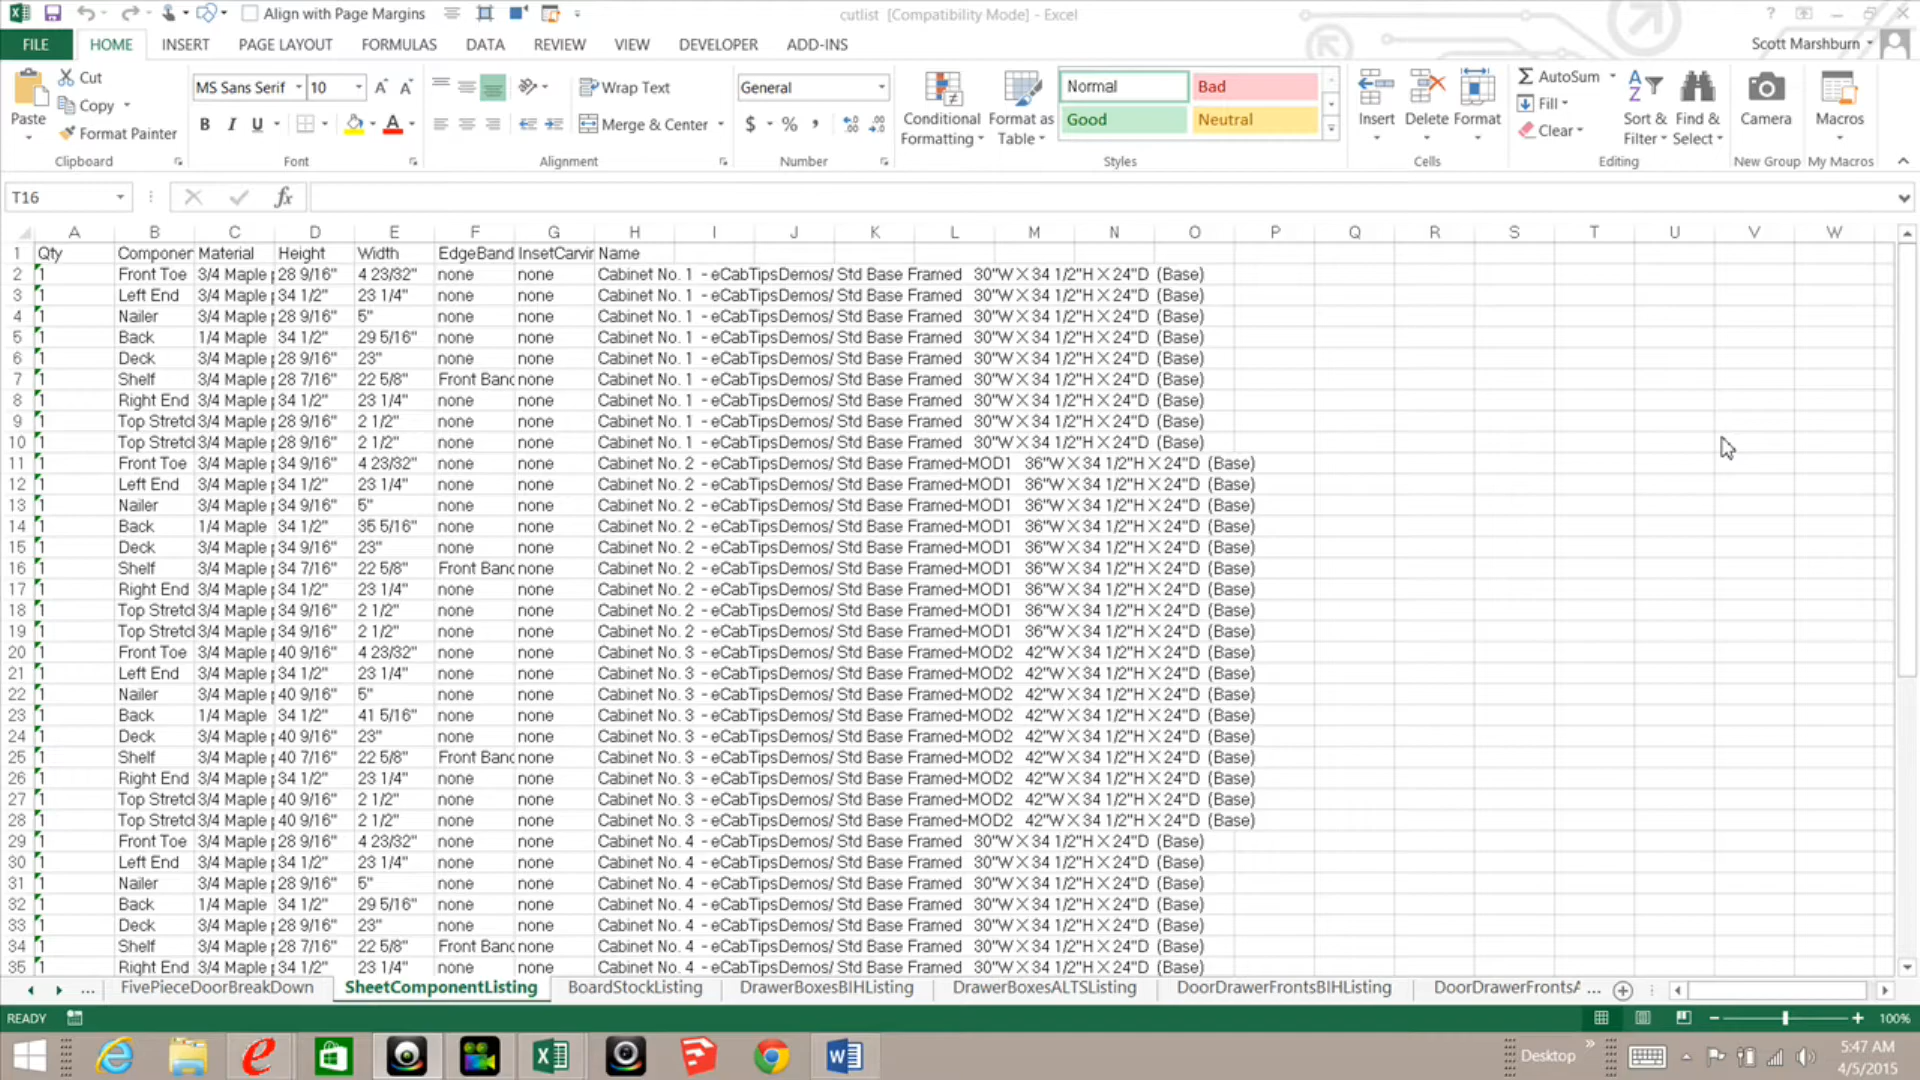 Align with Page Margins
cutlist [Compatibility Mode] - Excel
FILE HOME INSERT PAGE LAYOUT FORMULAS DATA REVIEW VIEW DEVELOPER ADD-INS Scott Marshburn
Paste
Cut
Copy
Format Painter
MS Sans Serif 10
B I U
Wrap Text
Merge & Center
General
$ % ,
Conditional Formatting
Format as Table
Normal Bad
Good Neutral
Insert Delete Format
AutoSum
Fill
Clear
Sort & Filter
Find & Select
Camera
Macros
Clipboard Font Alignment Number Styles Cells Editing New Group My Macros
T16 fx
A B C D E F G H I J K L M N O P Q R S T U V W
1 Qty Componen Material Height Width EdgeBand InsetCarvin Name
2 1 Front Toe 3/4 Maple 28 9/16" 4 23/32" none none Cabinet No. 1 - eCabTipsDemos/ Std Base Framed 30"W X 34 1/2"H X 24"D (Base)
3 1 Left End 3/4 Maple 34 1/2" 23 1/4" none none Cabinet No. 1 - eCabTipsDemos/ Std Base Framed 30"W X 34 1/2"H X 24"D (Base)
4 1 Nailer 3/4 Maple 28 9/16" 5" none none Cabinet No. 1 - eCabTipsDemos/ Std Base Framed 30"W X 34 1/2"H X 24"D (Base)
5 1 Back 1/4 Maple 34 1/2" 29 5/16" none none Cabinet No. 1 - eCabTipsDemos/ Std Base Framed 30"W X 34 1/2"H X 24"D (Base)
6 1 Deck 3/4 Maple 28 9/16" 23" none none Cabinet No. 1 - eCabTipsDemos/ Std Base Framed 30"W X 34 1/2"H X 24"D (Base)
7 1 Shelf 3/4 Maple 28 7/16" 22 5/8" Front Banc none Cabinet No. 1 - eCabTipsDemos/ Std Base Framed 30"W X 34 1/2"H X 24"D (Base)
8 1 Right End 3/4 Maple 34 1/2" 23 1/4" none none Cabinet No. 1 - eCabTipsDemos/ Std Base Framed 30"W X 34 1/2"H X 24"D (Base)
9 1 Top Stretcl 3/4 Maple 28 9/16" 2 1/2" none none Cabinet No. 1 - eCabTipsDemos/ Std Base Framed 30"W X 34 1/2"H X 24"D (Base)
10 1 Top Stretcl 3/4 Maple 28 9/16" 2 1/2" none none Cabinet No. 1 - eCabTipsDemos/ Std Base Framed 30"W X 34 1/2"H X 24"D (Base)
11 1 Front Toe 3/4 Maple 34 9/16" 4 23/32" none none Cabinet No. 2 - eCabTipsDemos/ Std Base Framed-MOD1 36"W X 34 1/2"H X 24"D (Base)
12 1 Left End 3/4 Maple 34 1/2" 23 1/4" none none Cabinet No. 2 - eCabTipsDemos/ Std Base Framed-MOD1 36"W X 34 1/2"H X 24"D (Base)
13 1 Nailer 3/4 Maple 34 9/16" 5" none none Cabinet No. 2 - eCabTipsDemos/ Std Base Framed-MOD1 36"W X 34 1/2"H X 24"D (Base)
14 1 Back 1/4 Maple 34 1/2" 35 5/16" none none Cabinet No. 2 - eCabTipsDemos/ Std Base Framed-MOD1 36"W X 34 1/2"H X 24"D (Base)
15 1 Deck 3/4 Maple 34 9/16" 23" none none Cabinet No. 2 - eCabTipsDemos/ Std Base Framed-MOD1 36"W X 34 1/2"H X 24"D (Base)
16 1 Shelf 3/4 Maple 34 7/16" 22 5/8" Front Banc none Cabinet No. 2 - eCabTipsDemos/ Std Base Framed-MOD1 36"W X 34 1/2"H X 24"D (Base)
17 1 Right End 3/4 Maple 34 1/2" 23 1/4" none none Cabinet No. 2 - eCabTipsDemos/ Std Base Framed-MOD1 36"W X 34 1/2"H X 24"D (Base)
18 1 Top Stretcl 3/4 Maple 34 9/16" 2 1/2" none none Cabinet No. 2 - eCabTipsDemos/ Std Base Framed-MOD1 36"W X 34 1/2"H X 24"D (Base)
19 1 Top Stretcl 3/4 Maple 34 9/16" 2 1/2" none none Cabinet No. 2 - eCabTipsDemos/ Std Base Framed-MOD1 36"W X 34 1/2"H X 24"D (Base)
20 1 Front Toe 3/4 Maple 40 9/16" 4 23/32" none none Cabinet No. 3 - eCabTipsDemos/ Std Base Framed-MOD2 42"W X 34 1/2"H X 24"D (Base)
21 1 Left End 3/4 Maple 34 1/2" 23 1/4" none none Cabinet No. 3 - eCabTipsDemos/ Std Base Framed-MOD2 42"W X 34 1/2"H X 24"D (Base)
22 1 Nailer 3/4 Maple 40 9/16" 5" none none Cabinet No. 3 - eCabTipsDemos/ Std Base Framed-MOD2 42"W X 34 1/2"H X 24"D (Base)
23 1 Back 1/4 Maple 34 1/2" 41 5/16" none none Cabinet No. 3 - eCabTipsDemos/ Std Base Framed-MOD2 42"W X 34 1/2"H X 24"D (Base)
24 1 Deck 3/4 Maple 40 9/16" 23" none none Cabinet No. 3 - eCabTipsDemos/ Std Base Framed-MOD2 42"W X 34 1/2"H X 24"D (Base)
25 1 Shelf 3/4 Maple 40 7/16" 22 5/8" Front Banc none Cabinet No. 3 - eCabTipsDemos/ Std Base Framed-MOD2 42"W X 34 1/2"H X 24"D (Base)
26 1 Right End 3/4 Maple 34 1/2" 23 1/4" none none Cabinet No. 3 - eCabTipsDemos/ Std Base Framed-MOD2 42"W X 34 1/2"H X 24"D (Base)
27 1 Top Stretcl 3/4 Maple 40 9/16" 2 1/2" none none Cabinet No. 3 - eCabTipsDemos/ Std Base Framed-MOD2 42"W X 34 1/2"H X 24"D (Base)
28 1 Top Stretcl 3/4 Maple 40 9/16" 2 1/2" none none Cabinet No. 3 - eCabTipsDemos/ Std Base Framed-MOD2 42"W X 34 1/2"H X 24"D (Base)
29 1 Front Toe 3/4 Maple 28 9/16" 4 23/32" none none Cabinet No. 4 - eCabTipsDemos/ Std Base Framed 30"W X 34 1/2"H X 24"D (Base)
30 1 Left End 3/4 Maple 34 1/2" 23 1/4" none none Cabinet No. 4 - eCabTipsDemos/ Std Base Framed 30"W X 34 1/2"H X 24"D (Base)
31 1 Nailer 3/4 Maple 28 9/16" 5" none none Cabinet No. 4 - eCabTipsDemos/ Std Base Framed 30"W X 34 1/2"H X 24"D (Base)
32 1 Back 1/4 Maple 34 1/2" 29 5/16" none none Cabinet No. 4 - eCabTipsDemos/ Std Base Framed 30"W X 34 1/2"H X 24"D (Base)
33 1 Deck 3/4 Maple 28 9/16" 23" none none Cabinet No. 4 - eCabTipsDemos/ Std Base Framed 30"W X 34 1/2"H X 24"D (Base)
34 1 Shelf 3/4 Maple 28 7/16" 22 5/8" Front Banc none Cabinet No. 4 - eCabTipsDemos/ Std Base Framed 30"W X 34 1/2"H X 24"D (Base)
35 1 Right End 3/4 Maple 34 1/2" 23 1/4" none none Cabinet No. 4 - eCabTipsDemos/ Std Base Framed 30"W X 34 1/2"H X 24"D (Base)
... FivePieceDoorBreakDown SheetComponentListing BoardStockListing DrawerBoxesBIHListing DrawerBoxesALTSListing DoorDrawerFrontsBIHListing DoorDrawerFrontsA ...
READY 100%
Desktop
5:47 AM
4/5/2015